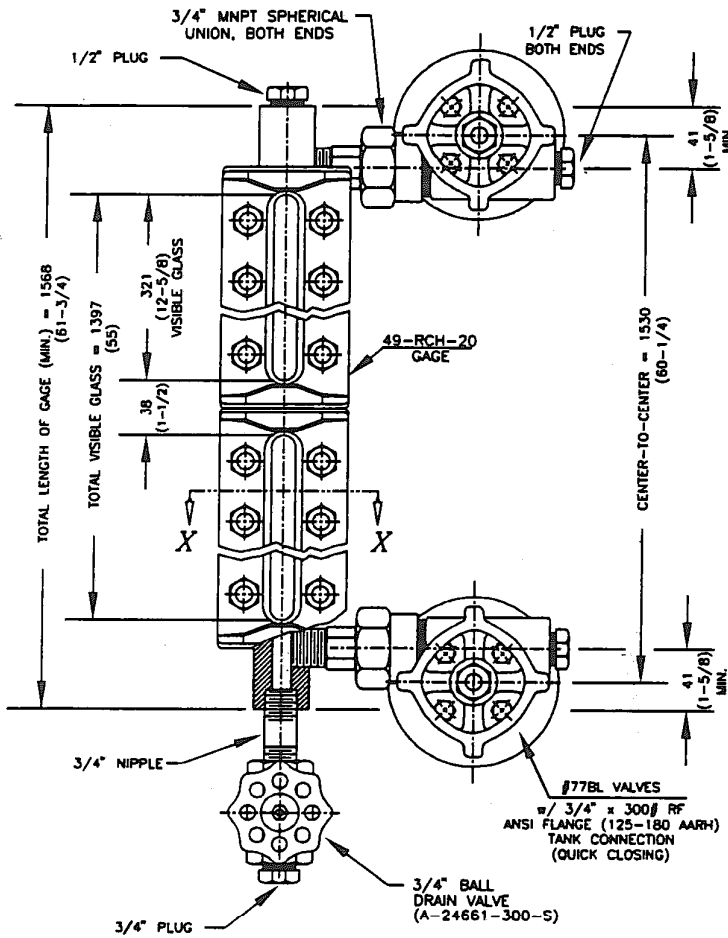 3/4" MNPT SPHERICAL
UNION, BOTH ENDS
1/2" PLUG
1/2" PLUG
BOTH ENDS
41
(1-5/8)
MIN.
TOTAL LENGTH OF GAGE (MIN.) = 1568
(61-3/4)
TOTAL VISIBLE GLASS = 1397
(55)
321
(12-5/8)
VISIBLE GLASS
38
(1-1/2)
49-RCH-20
GAGE
CENTER-TO-CENTER = 1530
(60-1/4)
X
X
41
(1-5/8)
MIN.
3/4" NIPPLE
#77BL VALVES
w/ 3/4" x 300# RF
ANSI FLANGE (125-180 AARH)
TANK CONNECTION
(QUICK CLOSING)
3/4" BALL
DRAIN VALVE
(A-24661-300-S)
3/4" PLUG